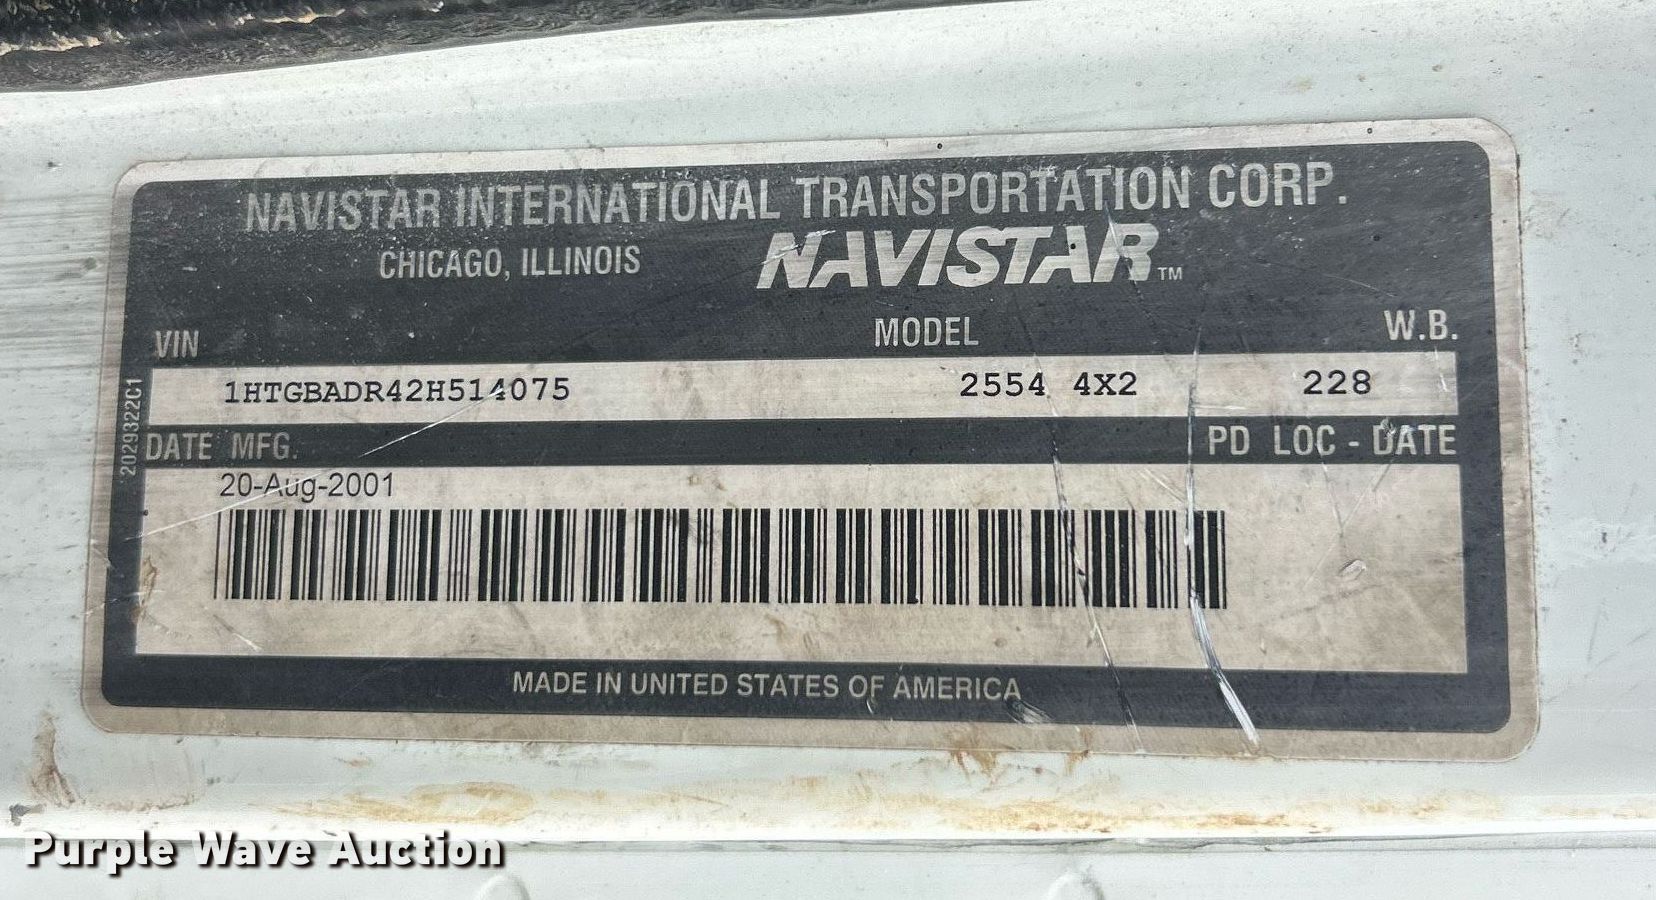 NAVISTAR INTERNATIONAL TRANSPORTATION CORP.
CHICAGO, ILLINOIS NAVISTAR™
VIN MODEL W.B.
1HTGBADR42H514075 2554 4X2 228
2029322C1
DATE MFG. PD LOC - DATE
20-Aug-2001
MADE IN UNITED STATES OF AMERICA
Purple Wave Auction